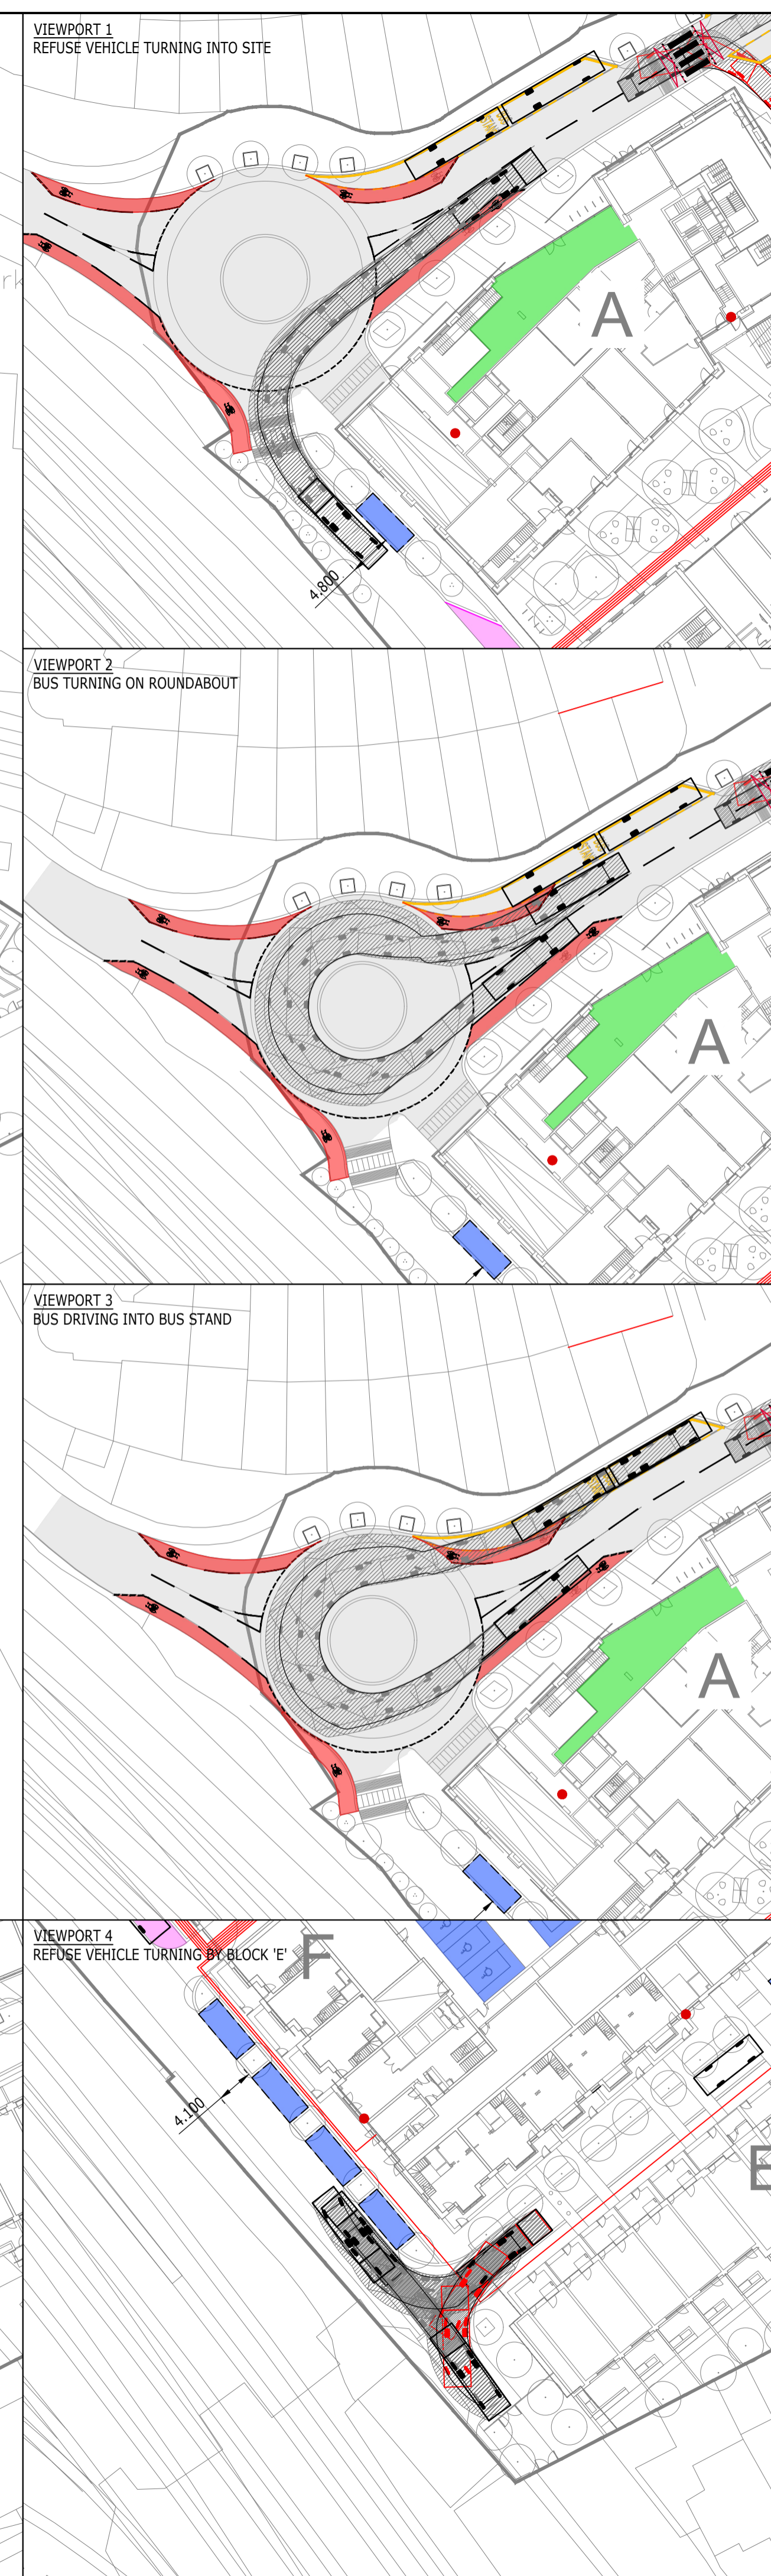 VIEWPORT 1
REFUSE VEHICLE TURNING INTO SITE
A
4.800
VIEWPORT 2
BUS TURNING ON ROUNDABOUT
A
VIEWPORT 3
BUS DRIVING INTO BUS STAND
A
VIEWPORT 4
REFUSE VEHICLE TURNING BY BLOCK 'E'
F
4.100
E